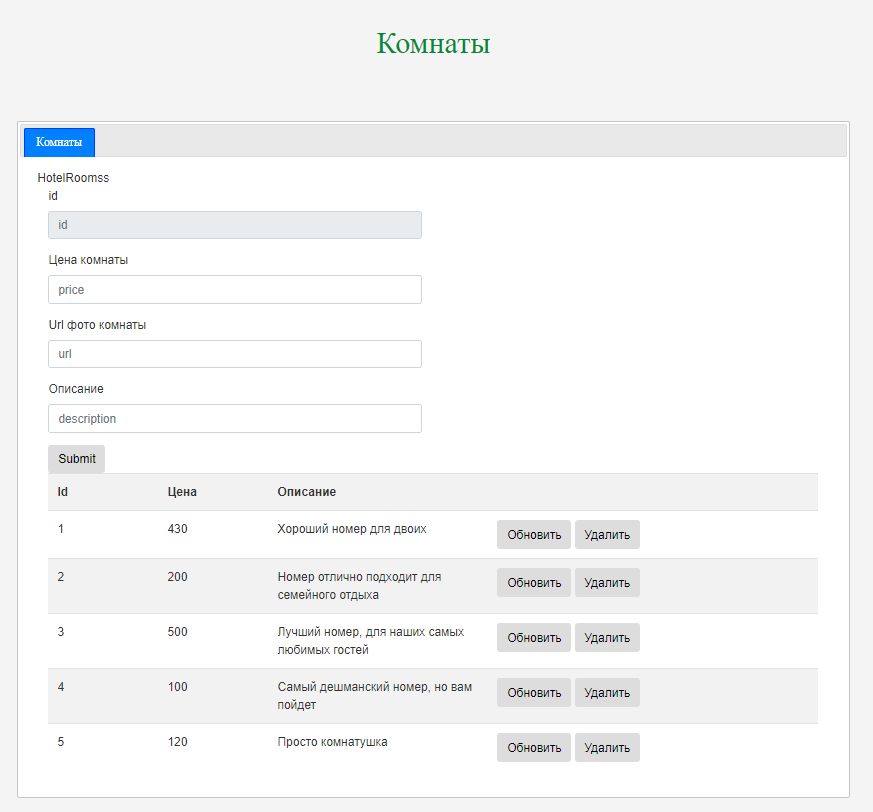 Комнаты
Комнаты
HotelRoomss
id
id
Цена комнаты
price
Url фото комнаты
url
Описание
description
Submit
Id Цена Описание
1 430 Хороший номер для двоих Обновить Удалить
2 200 Номер отлично подходит для Обновить Удалить
семейного отдыха
3 500 Лучший номер, для наших самых Обновить Удалить
любимых гостей
4 100 Самый дешманский номер, но вам Обновить Удалить
пойдет
5 120 Просто комнатушка Обновить Удалить